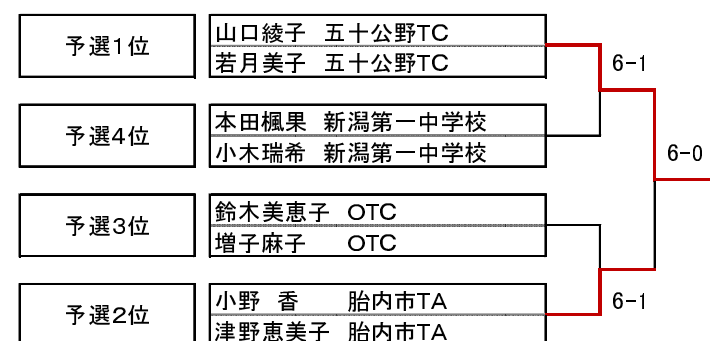 予選1位
山口綾子 五十公野TC
若月美子 五十公野TC
6-1
予選4位
本田楓果 新潟第一中学校
小木瑞希 新潟第一中学校
6-0
予選3位
鈴木美恵子 OTC
増子麻子 OTC
予選2位
小野 香 胎内市TA
津野恵美子 胎内市TA
6-1